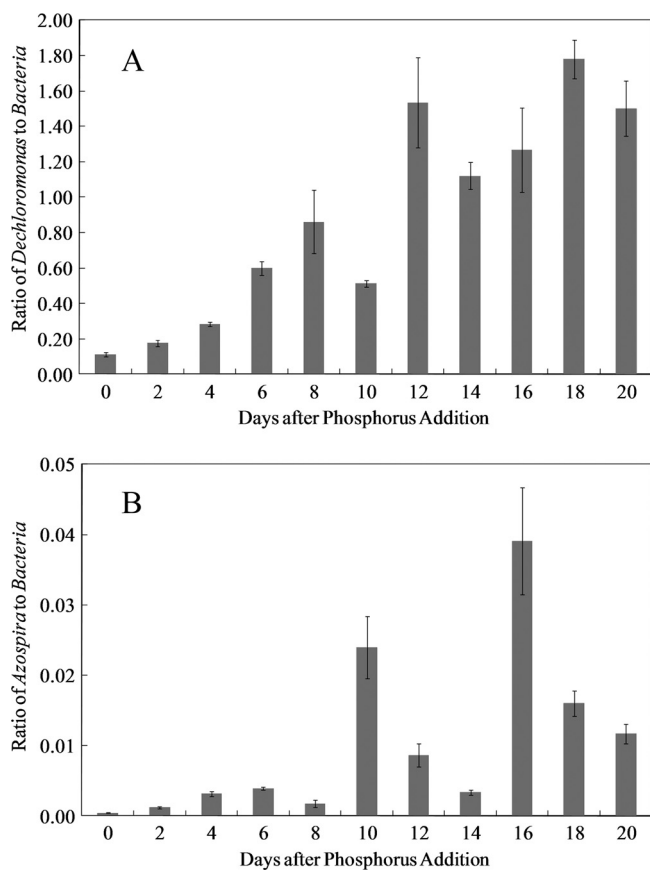 A
Ratio of Dechloromonas to Bacteria
2.00
1.80
1.60
1.40
1.20
1.00
0.80
0.60
0.40
0.20
0.00
0 2 4 6 8 10 12 14 16 18 20
Days after Phosphorus Addition
B
Ratio of Azospira to Bacteria
0.05
0.04
0.03
0.02
0.01
0.00
0 2 4 6 8 10 12 14 16 18 20
Days after Phosphorus Addition